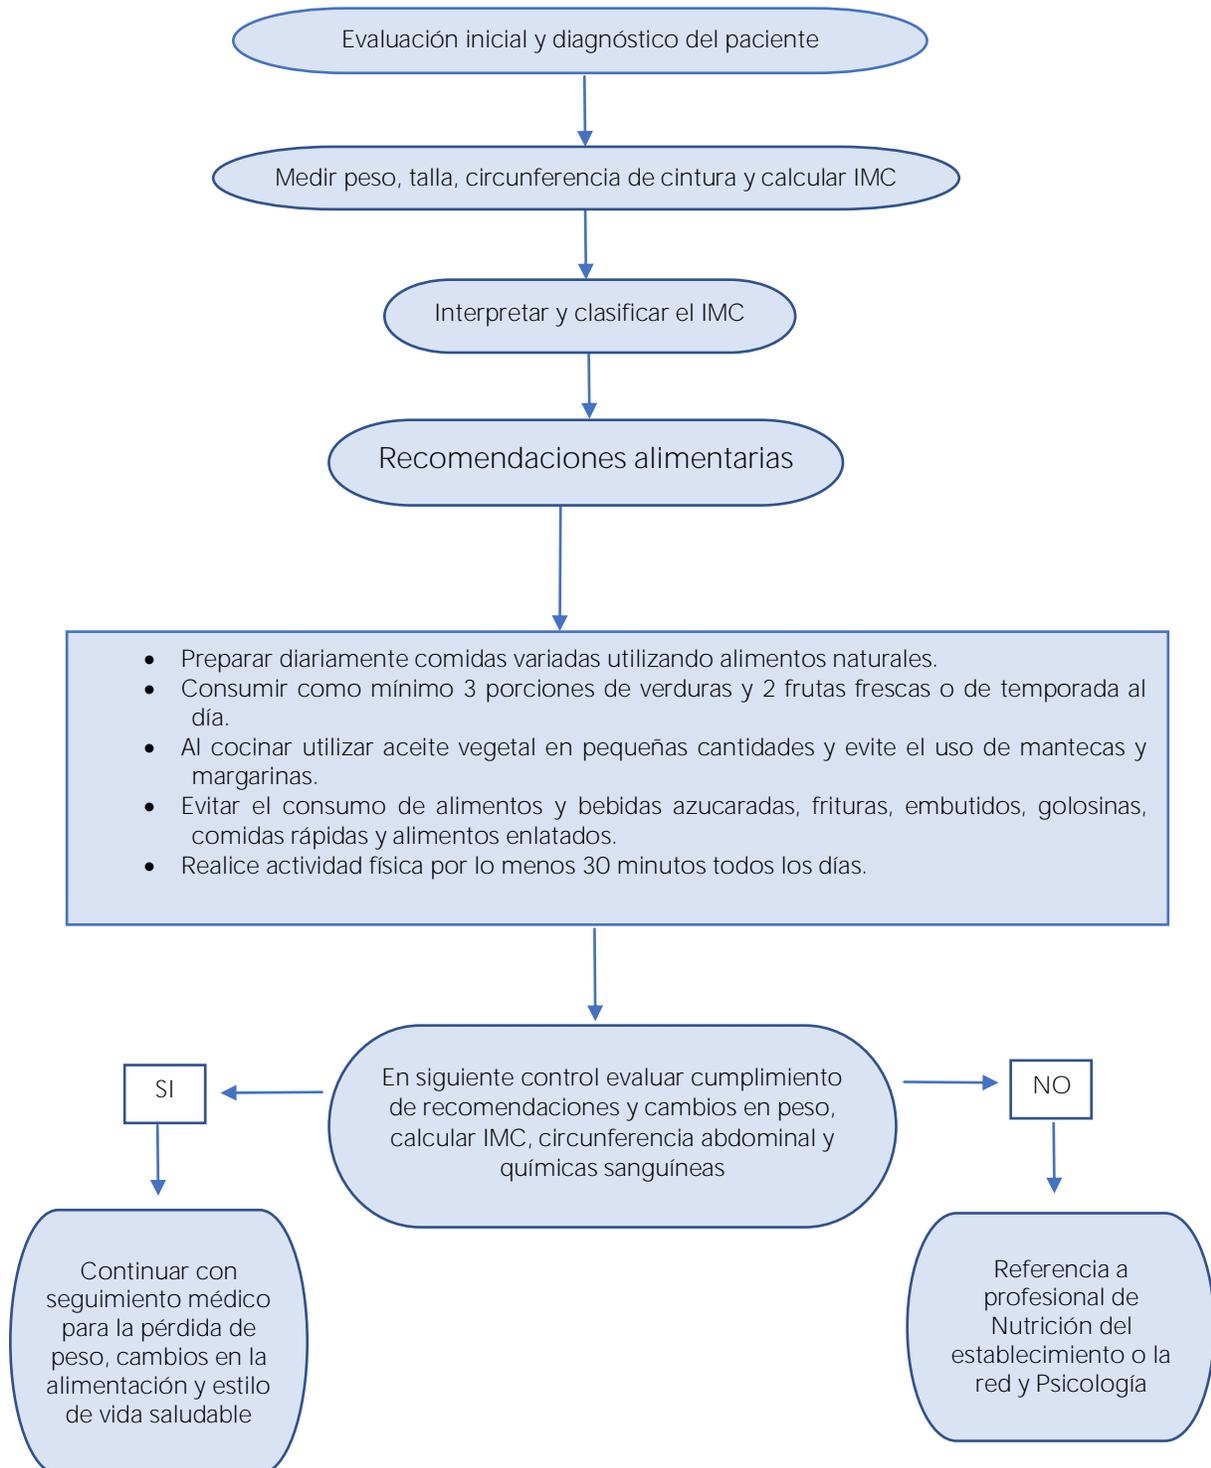 Evaluación inicial y diagnóstico del paciente
Medir peso, talla, circunferencia de cintura y calcular IMC
Interpretar y clasificar el IMC
Recomendaciones alimentarias
• Preparar diariamente comidas variadas utilizando alimentos naturales.
• Consumir como mínimo 3 porciones de verduras y 2 frutas frescas o de temporada al
día.
• Al cocinar utilizar aceite vegetal en pequeñas cantidades y evite el uso de mantecas y
margarinas.
• Evitar el consumo de alimentos y bebidas azucaradas, frituras, embutidos, golosinas,
comidas rápidas y alimentos enlatados.
• Realice actividad física por lo menos 30 minutos todos los días.
En siguiente control evaluar cumplimiento
de recomendaciones y cambios en peso,
calcular IMC, circunferencia abdominal y
químicas sanguíneas
SI
NO
Continuar con
seguimiento médico
para la pérdida de
peso, cambios en la
alimentación y estilo
de vida saludable
Referencia a
profesional de
Nutrición del
establecimiento o la
red y Psicología